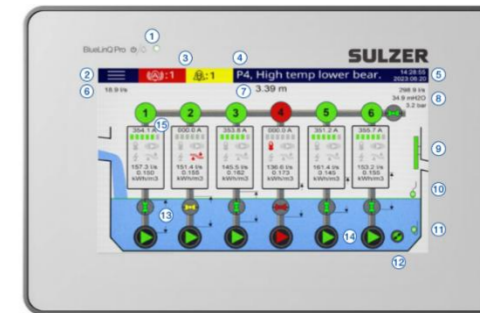 1
BlueLinQ Pro
SULZER
2
3
4
5
:1
:1
P4, High temp lower bear.
14:28:55
2023:09:20
6
18.9 l/s
7
3.39 m
298.9 l/s
34.9 mH2O
3.2 bar
8
1
2
3
4
5
6
15
354.1 A
000.0 A
353.8 A
000.0 A
351.2 A
355.7 A
9
157.3 l/s
151.4 l/s
145.5 l/s
136.6 l/s
161.4 l/s
153.2 l/s
0.150
0.155
0.162
0.173
0.145
0.155
kWh/m3
kWh/m3
kWh/m3
kWh/m3
kWh/m3
kWh/m3
10
13
11
14
12